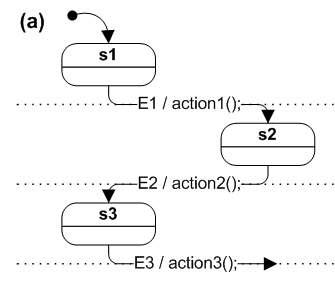 (a)
s1
E1 / action1();
s2
E2 / action2();
s3
E3 / action3();